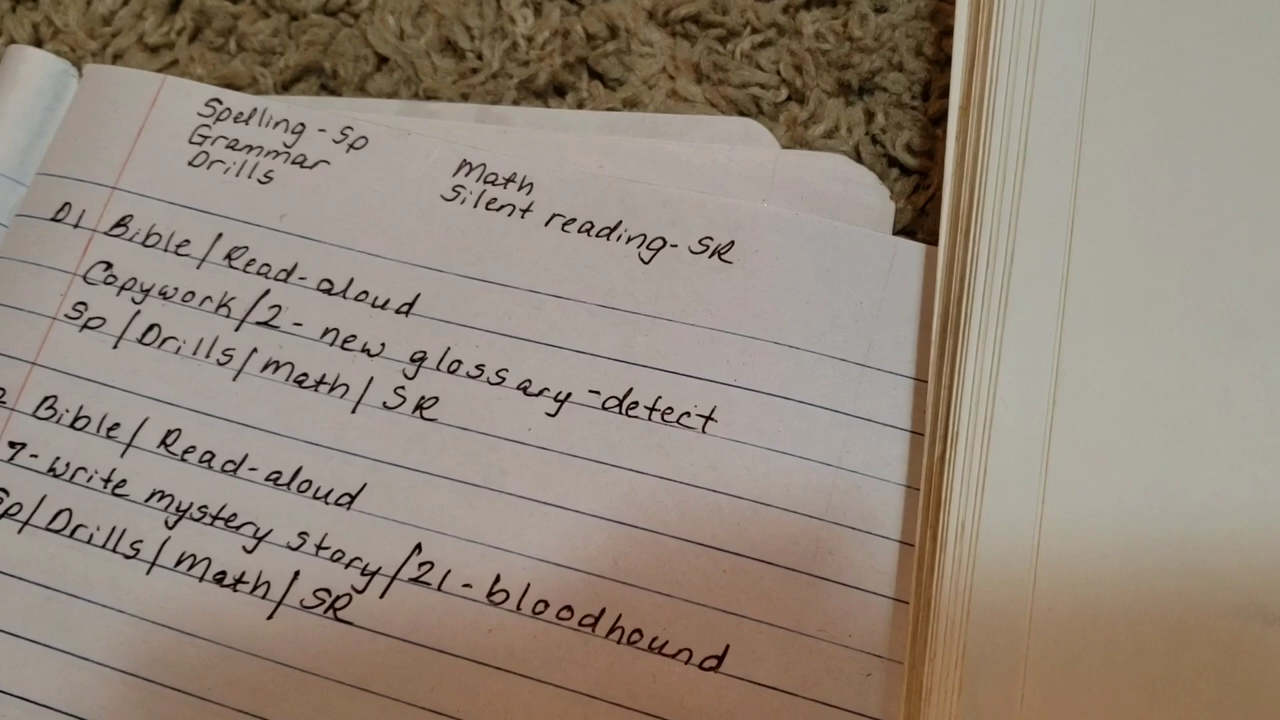 Spelling - Sp
Grammar
Drills
Math
Silent reading - SR
D1 Bible/Read-aloud
Copywork/2-new glossary-detect
Sp/Drills/Math/SR
2 Bible/Read-aloud
7-write mystery story/21-bloodhound
Sp/Drills/Math/SR